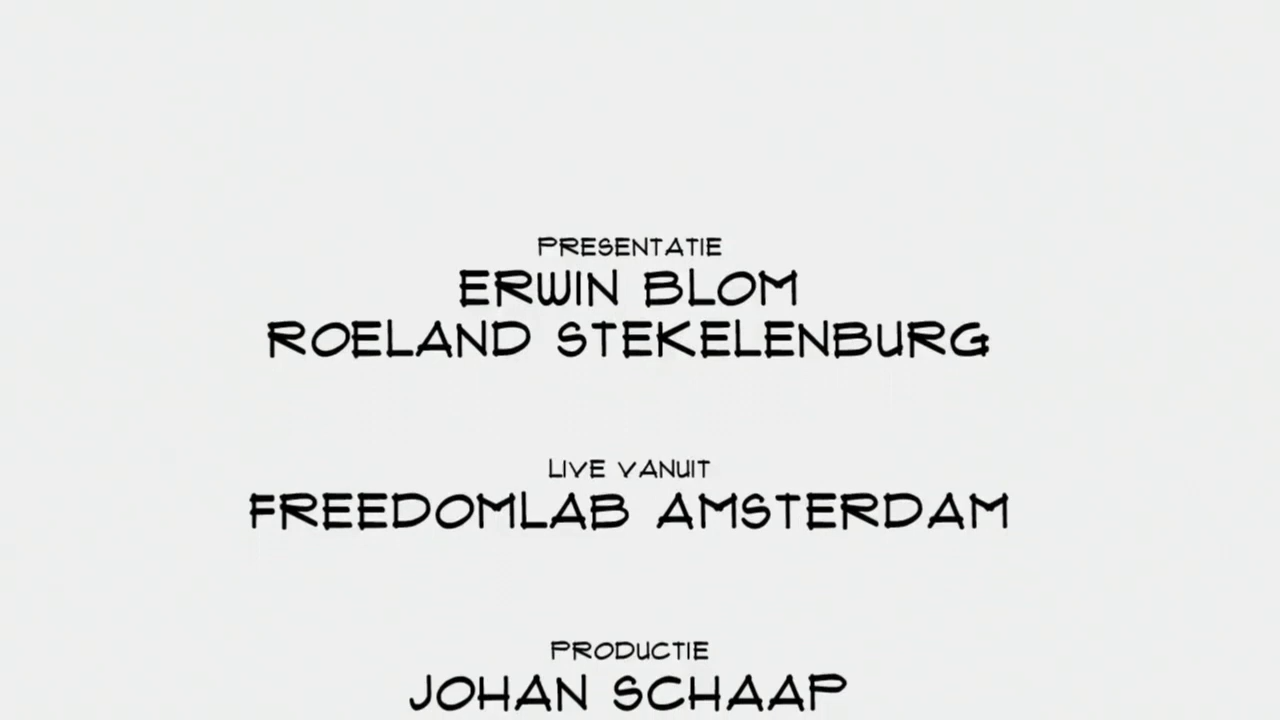 PRESENTATIE
ERWIN BLOM
ROELAND STEKELENBURG
LIVE VANUIT
FREEDOMLAB AMSTERDAM
PRODUCTIE
JOHAN SCHAAP